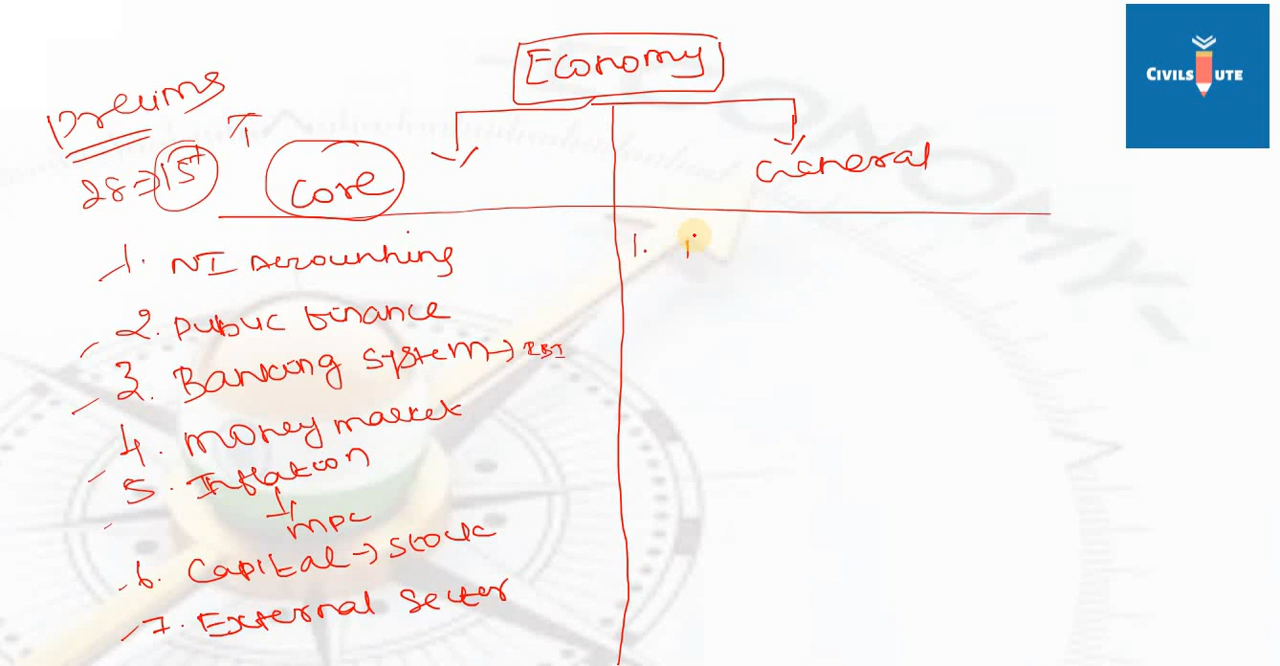 Economy
CIVILS UTE
Prelims
28 => 15+
Core
General
1. NI Accounting
2. Public finance
3. Banking System → RBI
4. Money market
5. Inflation
MPC
6. Capital → Stock
7. External Sector
1. i
ECONOMY